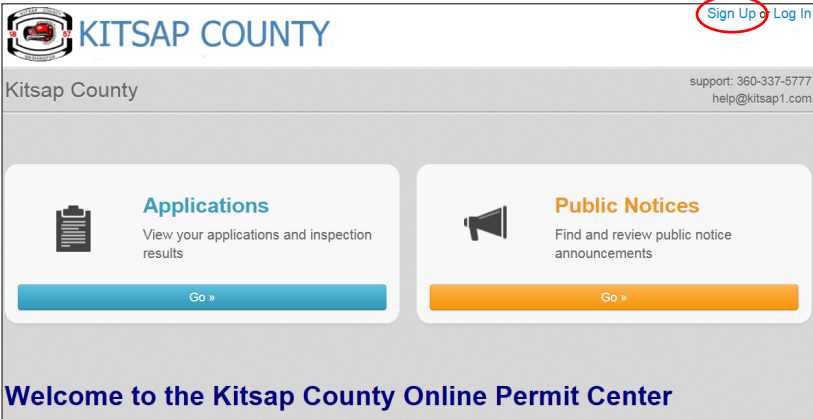 Sign Up or Log In
KITSAP COUNTY
18 57
Kitsap County
support: 360-337-5777
help@kitsap1.com
Applications
View your applications and inspection
results
Go »
Public Notices
Find and review public notice
announcements
Go »
Welcome to the Kitsap County Online Permit Center